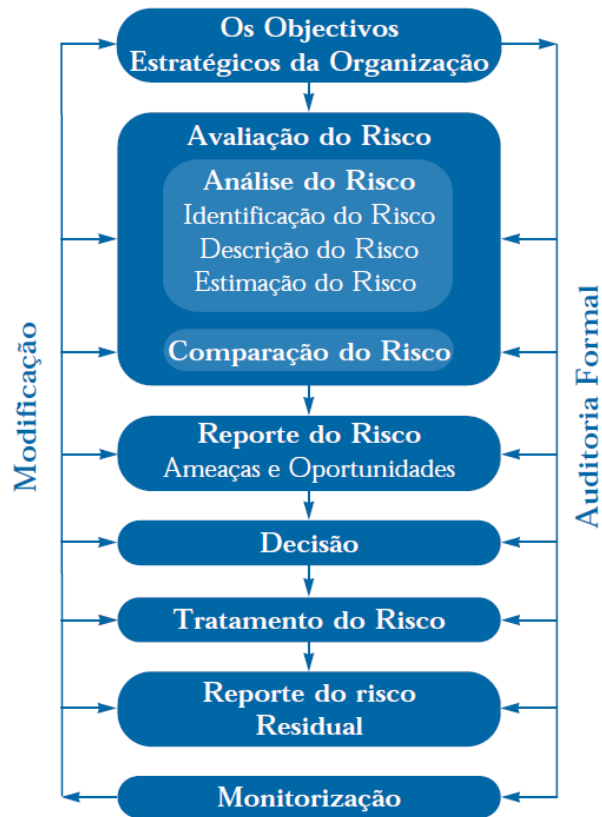 Os Objectivos
Estratégicos da Organização
Avaliação do Risco
Análise do Risco
Identificação do Risco
Descrição do Risco
Estimação do Risco
Comparação do Risco
Reporte do Risco
Ameaças e Oportunidades
Decisão
Tratamento do Risco
Reporte do risco
Residual
Monitorização
Modificação
Auditoria Formal